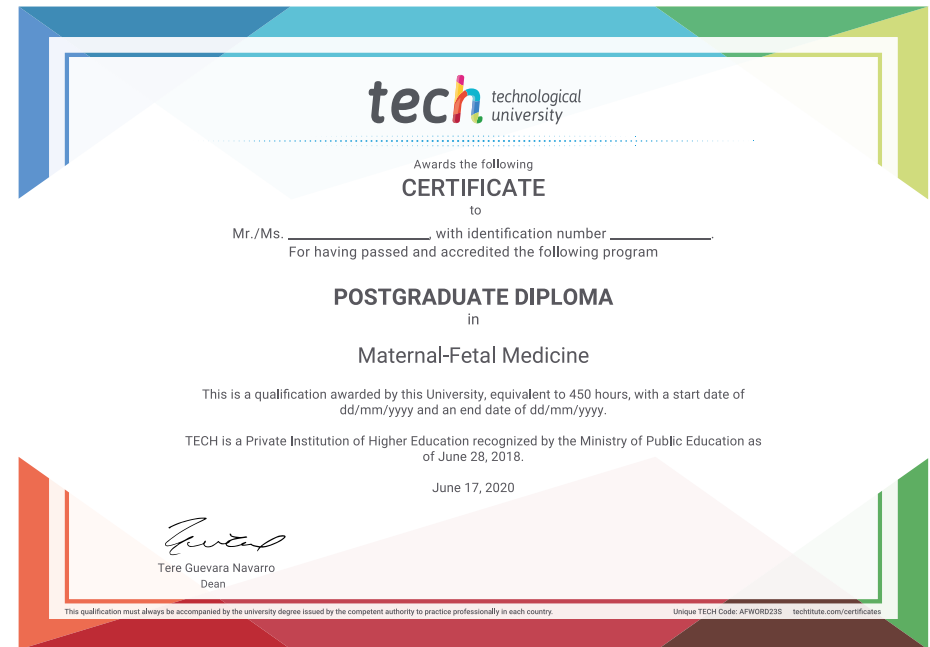 tech technological
university
Awards the following
CERTIFICATE
to
Mr./Ms. ____________________, with identification number ______________.
For having passed and accredited the following program
POSTGRADUATE DIPLOMA
in
Maternal-Fetal Medicine
This is a qualification awarded by this University, equivalent to 450 hours, with a start date of
dd/mm/yyyy and an end date of dd/mm/yyyy.
TECH is a Private Institution of Higher Education recognized by the Ministry of Public Education as
of June 28, 2018.
June 17, 2020
Tere Guevara Navarro
Dean
This qualification must always be accompanied by the university degree issued by the competent authority to practice professionally in each country.
Unique TECH Code: AFWORD23S techtitute.com/certificates